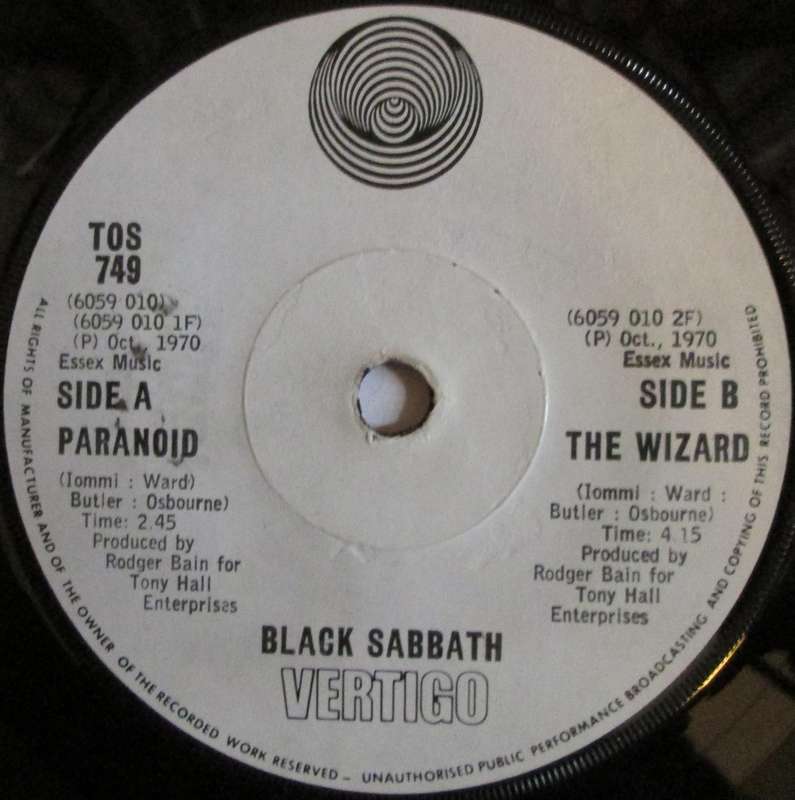 TOS
749
(6059 010)
(6059 010 1F)
(P) Oct., 1970
Essex Music
SIDE A
PARANOID
(Iommi : Ward)
Butler : Osbourne)
Time: 2.45
Produced by
Rodger Bain for
Tony Hall
Enterprises
(6059 010 2F)
(P) Oct., 1970
Essex Music
SIDE B
THE WIZARD
(Iommi : Ward :
Butler : Osbourne)
Time: 4.15
Produced by
Rodger Bain for
Tony Hall
Enterprises
BLACK SABBATH
VERTIGO
ALL RIGHTS OF MANUFACTURER AND OF THE OWNER OF THE RECORDED WORK RESERVED – UNAUTHORISED PUBLIC PERFORMANCE BROADCASTING AND COPYING OF THIS RECORD PROHIBITED